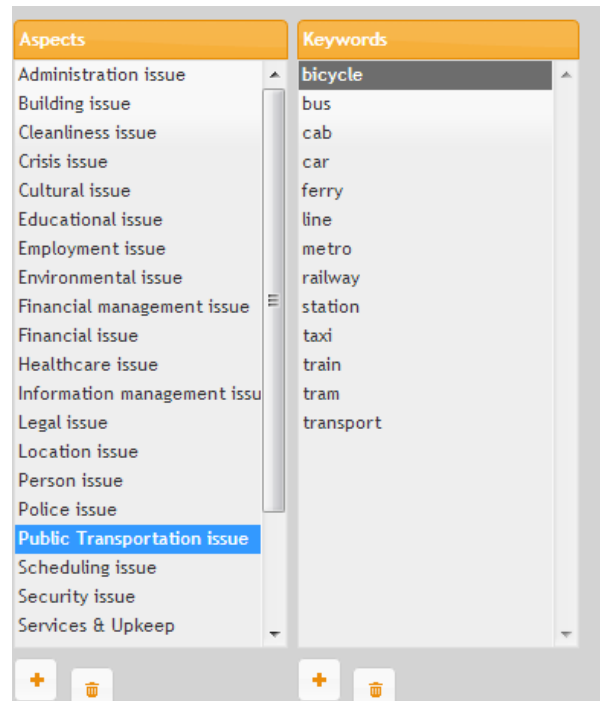 Aspects
Administration issue
Building issue
Cleanliness issue
Crisis issue
Cultural issue
Educational issue
Employment issue
Environmental issue
Financial management issue
Financial issue
Healthcare issue
Information management issu
Legal issue
Location issue
Person issue
Police issue
Public Transportation issue
Scheduling issue
Security issue
Services & Upkeep
Keywords
bicycle
bus
cab
car
ferry
line
metro
railway
station
taxi
train
tram
transport